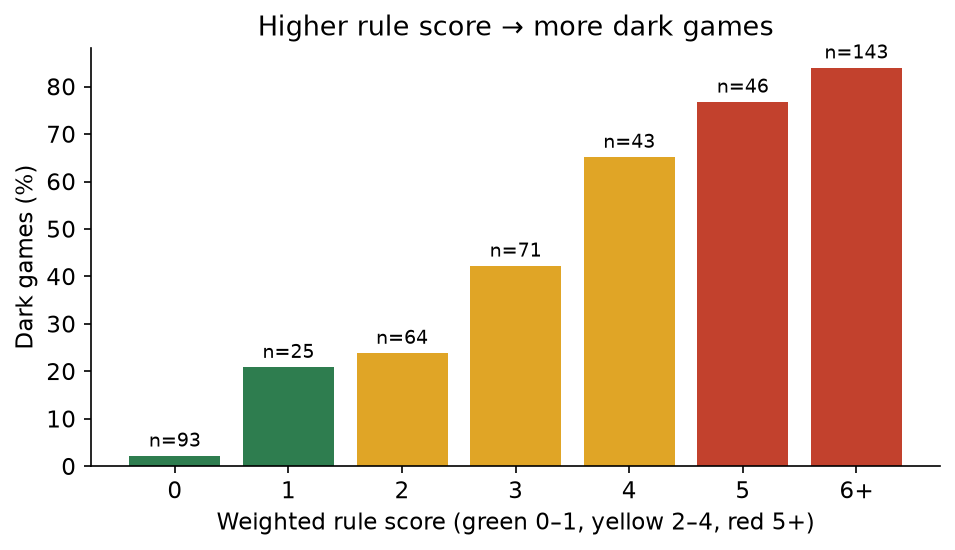 Higher rule score → more dark games
Dark games (%)
80
70
60
50
40
30
20
10
0
n=93
n=25
n=64
n=71
n=43
n=46
n=143
0
1
2
3
4
5
6+
Weighted rule score (green 0–1, yellow 2–4, red 5+)